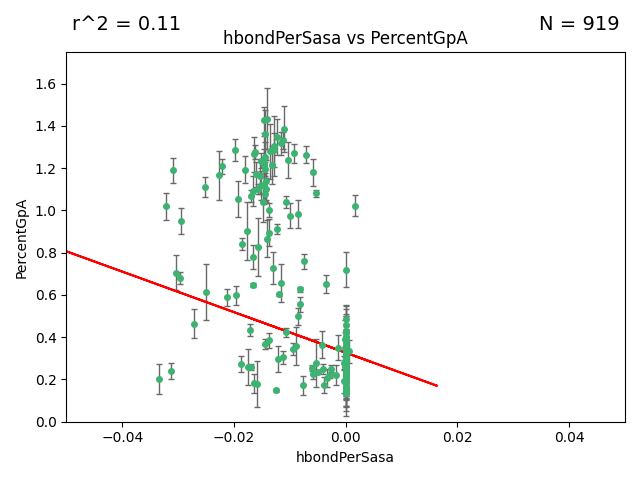 r^2 = 0.11
N = 919
hbondPerSasa vs PercentGpA
PercentGpA
1.6
1.4
1.2
1.0
0.8
0.6
0.4
0.2
0.0
−0.04
−0.02
0.00
0.02
0.04
hbondPerSasa